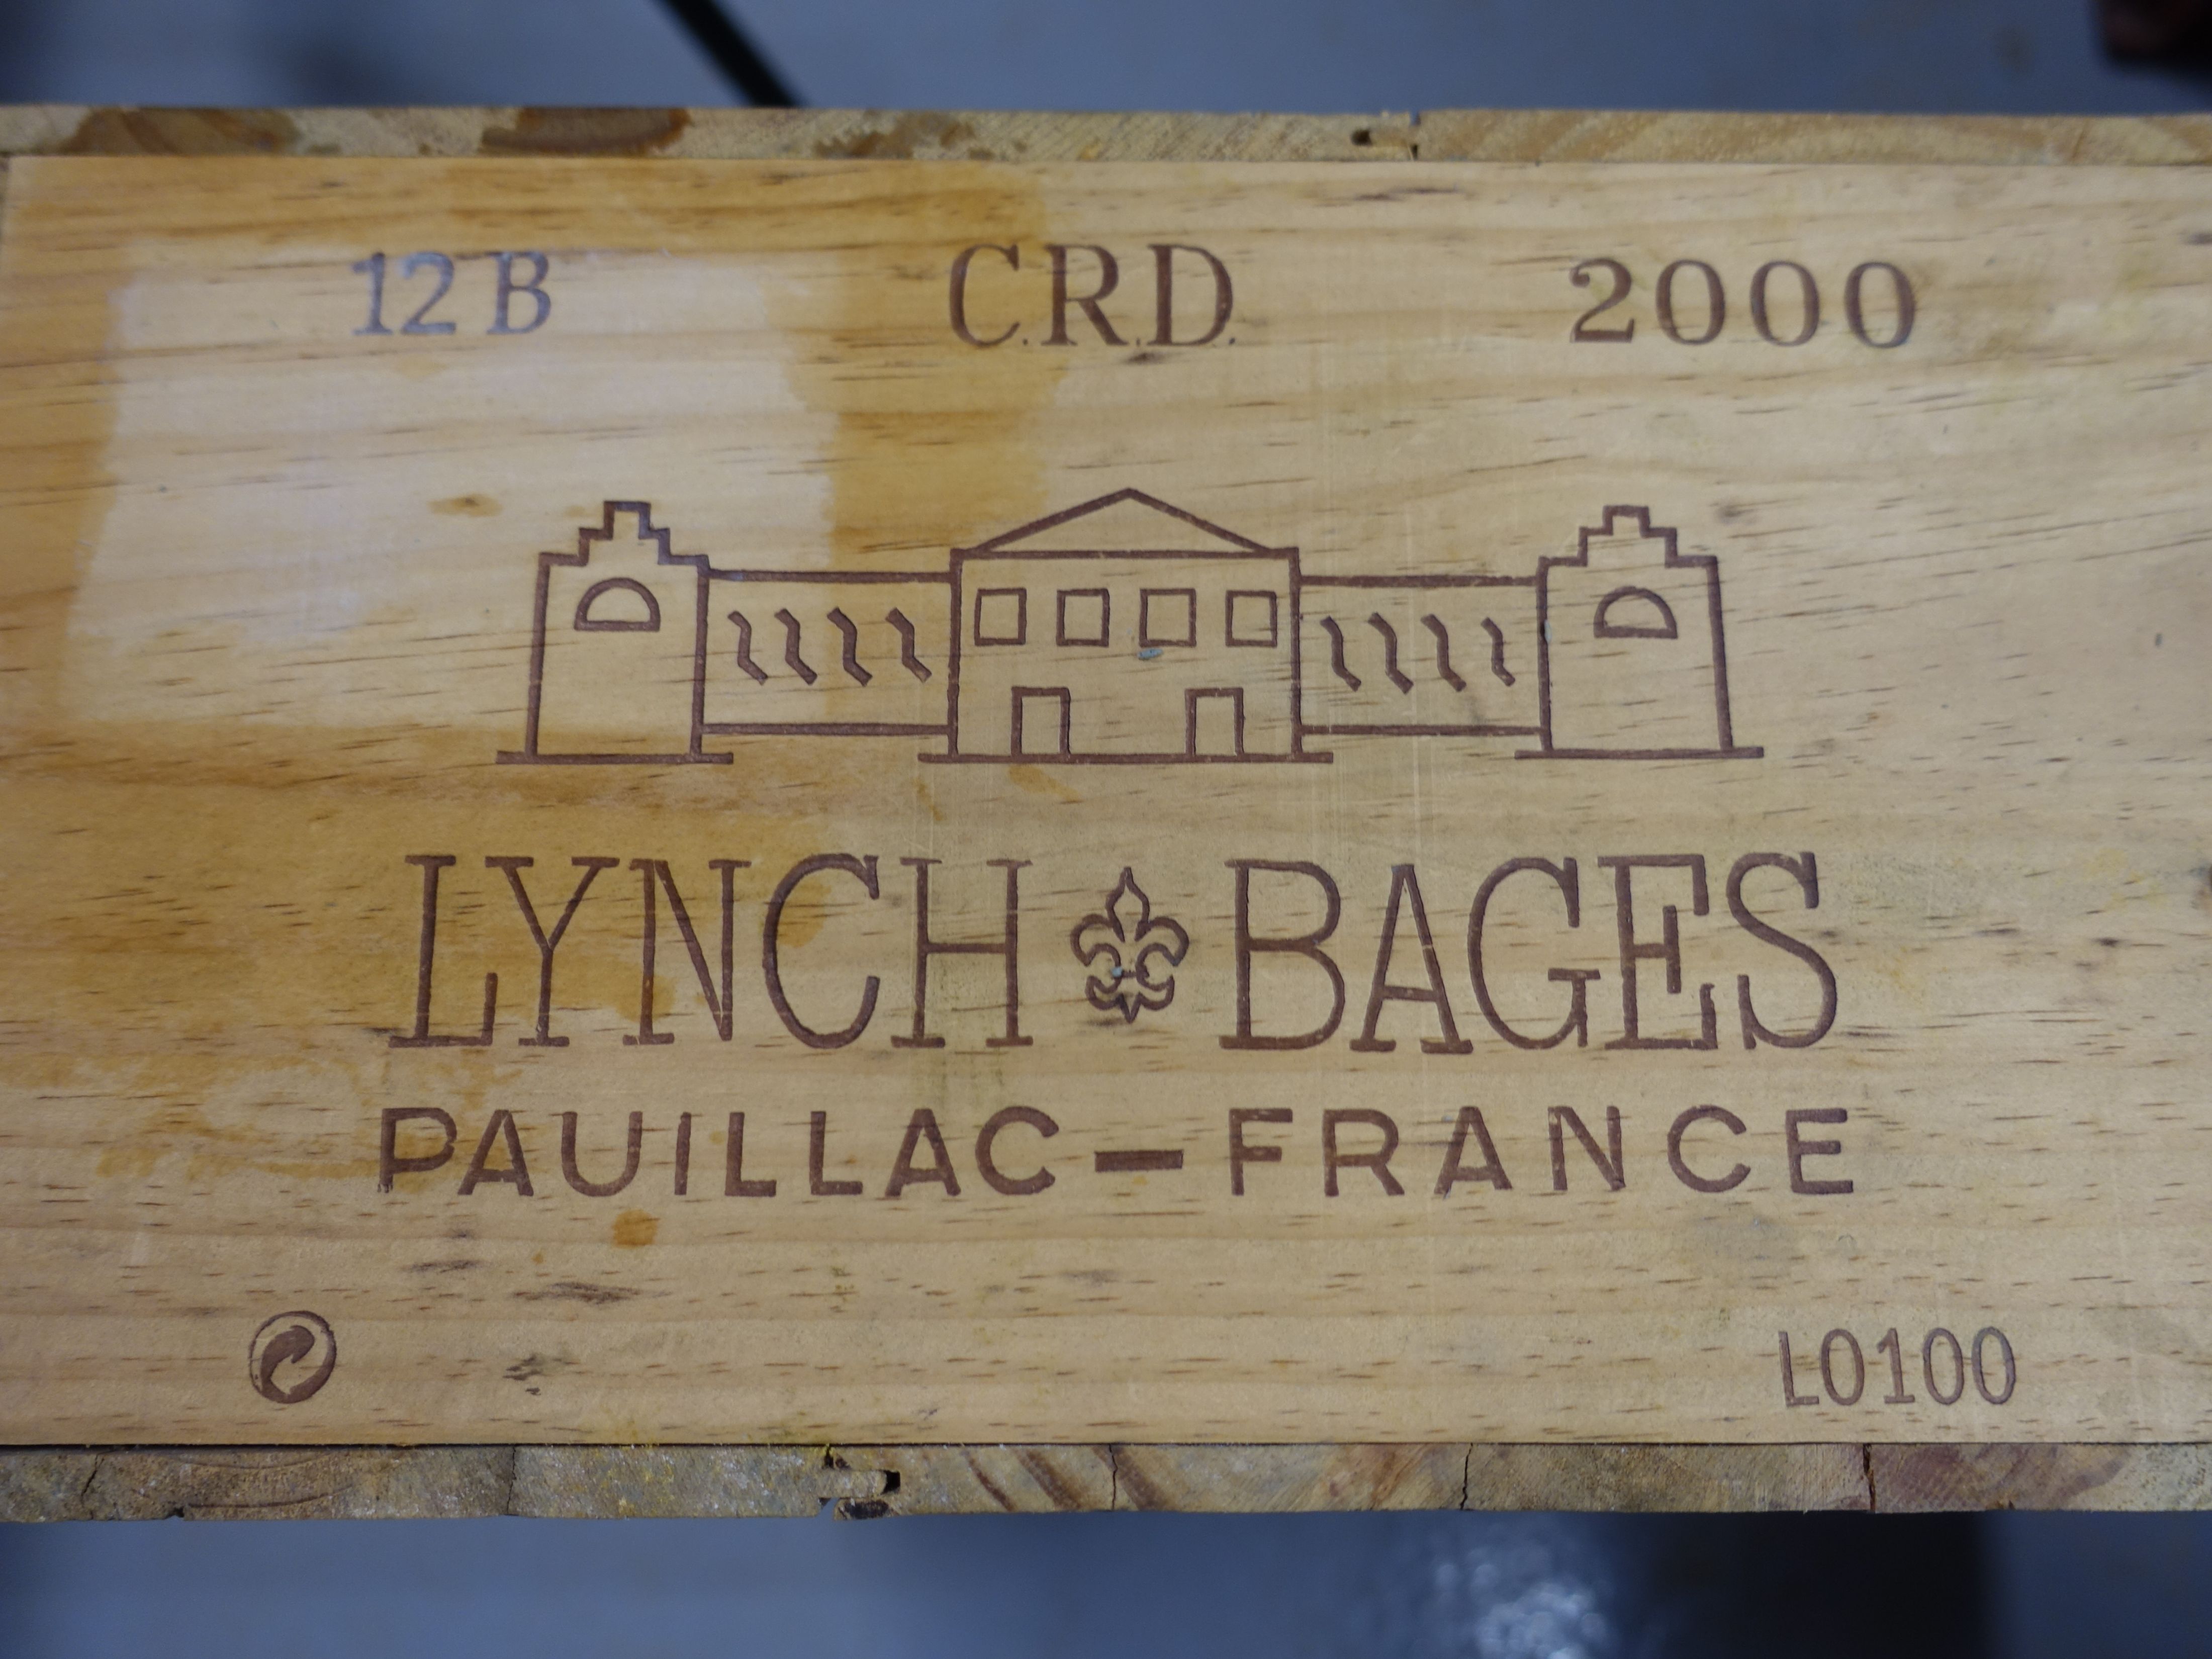 12 B C.R.D. 2000
LYNCH BAGES
PAUILLAC — FRANCE
L0100